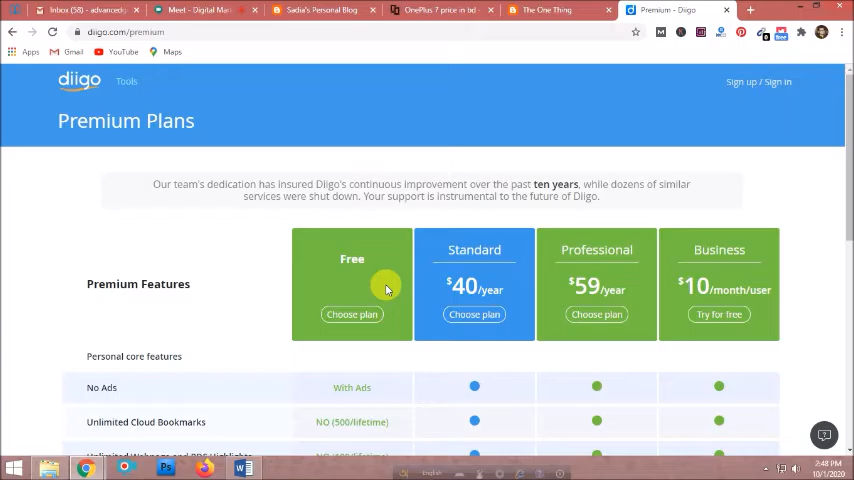 Inbox (58) - advancedg
Meet - Digital Mark
Sadia's Personal Blog
OnePlus 7 price in bd -
The One Thing
Premium - Diigo
diigo.com/premium
Apps
Gmail
YouTube
Maps
diigo
Tools
Sign up / Sign in
Premium Plans
Our team's dedication has insured Diigo's continuous improvement over the past ten years, while dozens of similar
services were shut down. Your support is instrumental to the future of Diigo.
Premium Features
Free
Choose plan
Standard
$40/year
Choose plan
Professional
$59/year
Choose plan
Business
$10/month/user
Try for free
Personal core features
No Ads
With Ads
Unlimited Cloud Bookmarks
NO (500/lifetime)
English
2:48 PM
10/1/2020